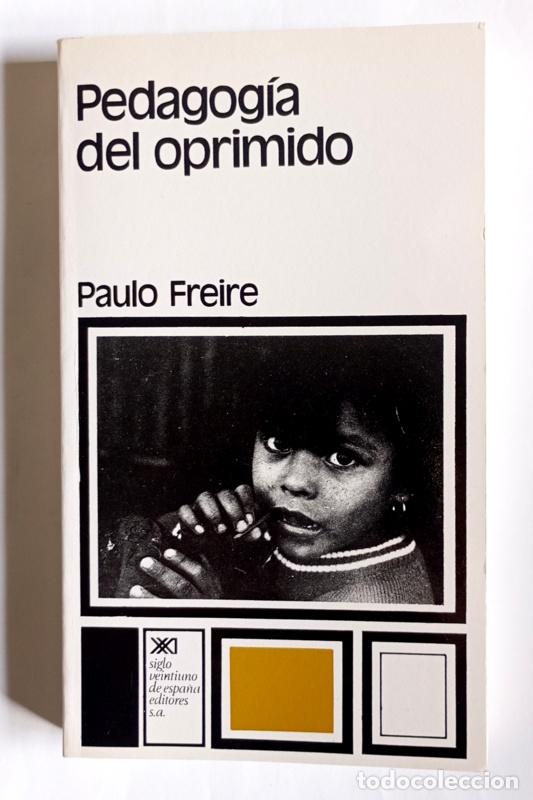 Pedagogía
del oprimido
Paulo Freire
siglo
veintiuno
de españa
editores
s.a.
todocoleccion